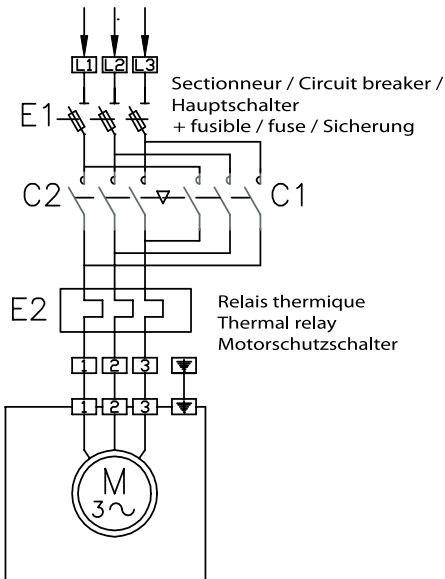 L1 L2 L3
Sectionneur / Circuit breaker /
Hauptschalter
+ fusible / fuse / Sicherung
E1
C2
C1
E2
Relais thermique
Thermal relay
Motorschutzschalter
1 2 3
1 2 3
M
3~